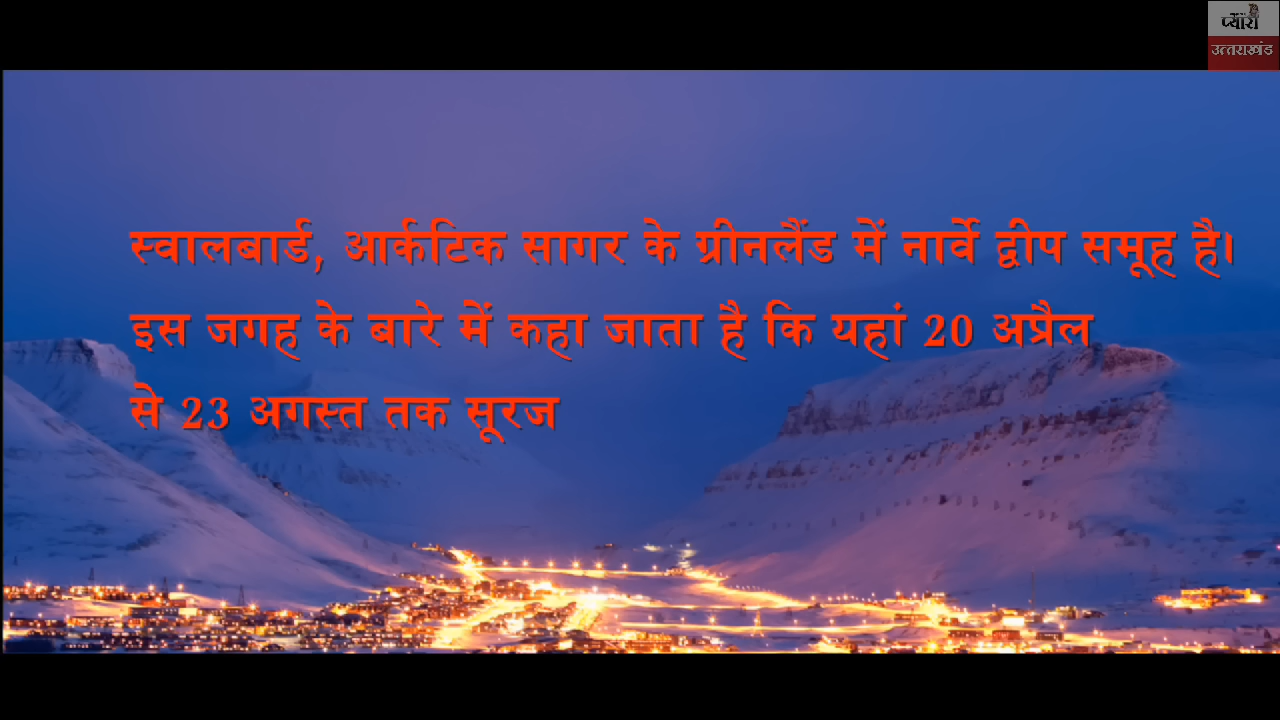 प्यारा
उत्तराखंड
स्वालबार्ड, आर्कटिक सागर के ग्रीनलैंड में नार्वे द्वीप समूह है।
इस जगह के बारे में कहा जाता है कि यहां 20 अप्रैल
से 23 अगस्त तक सूरज